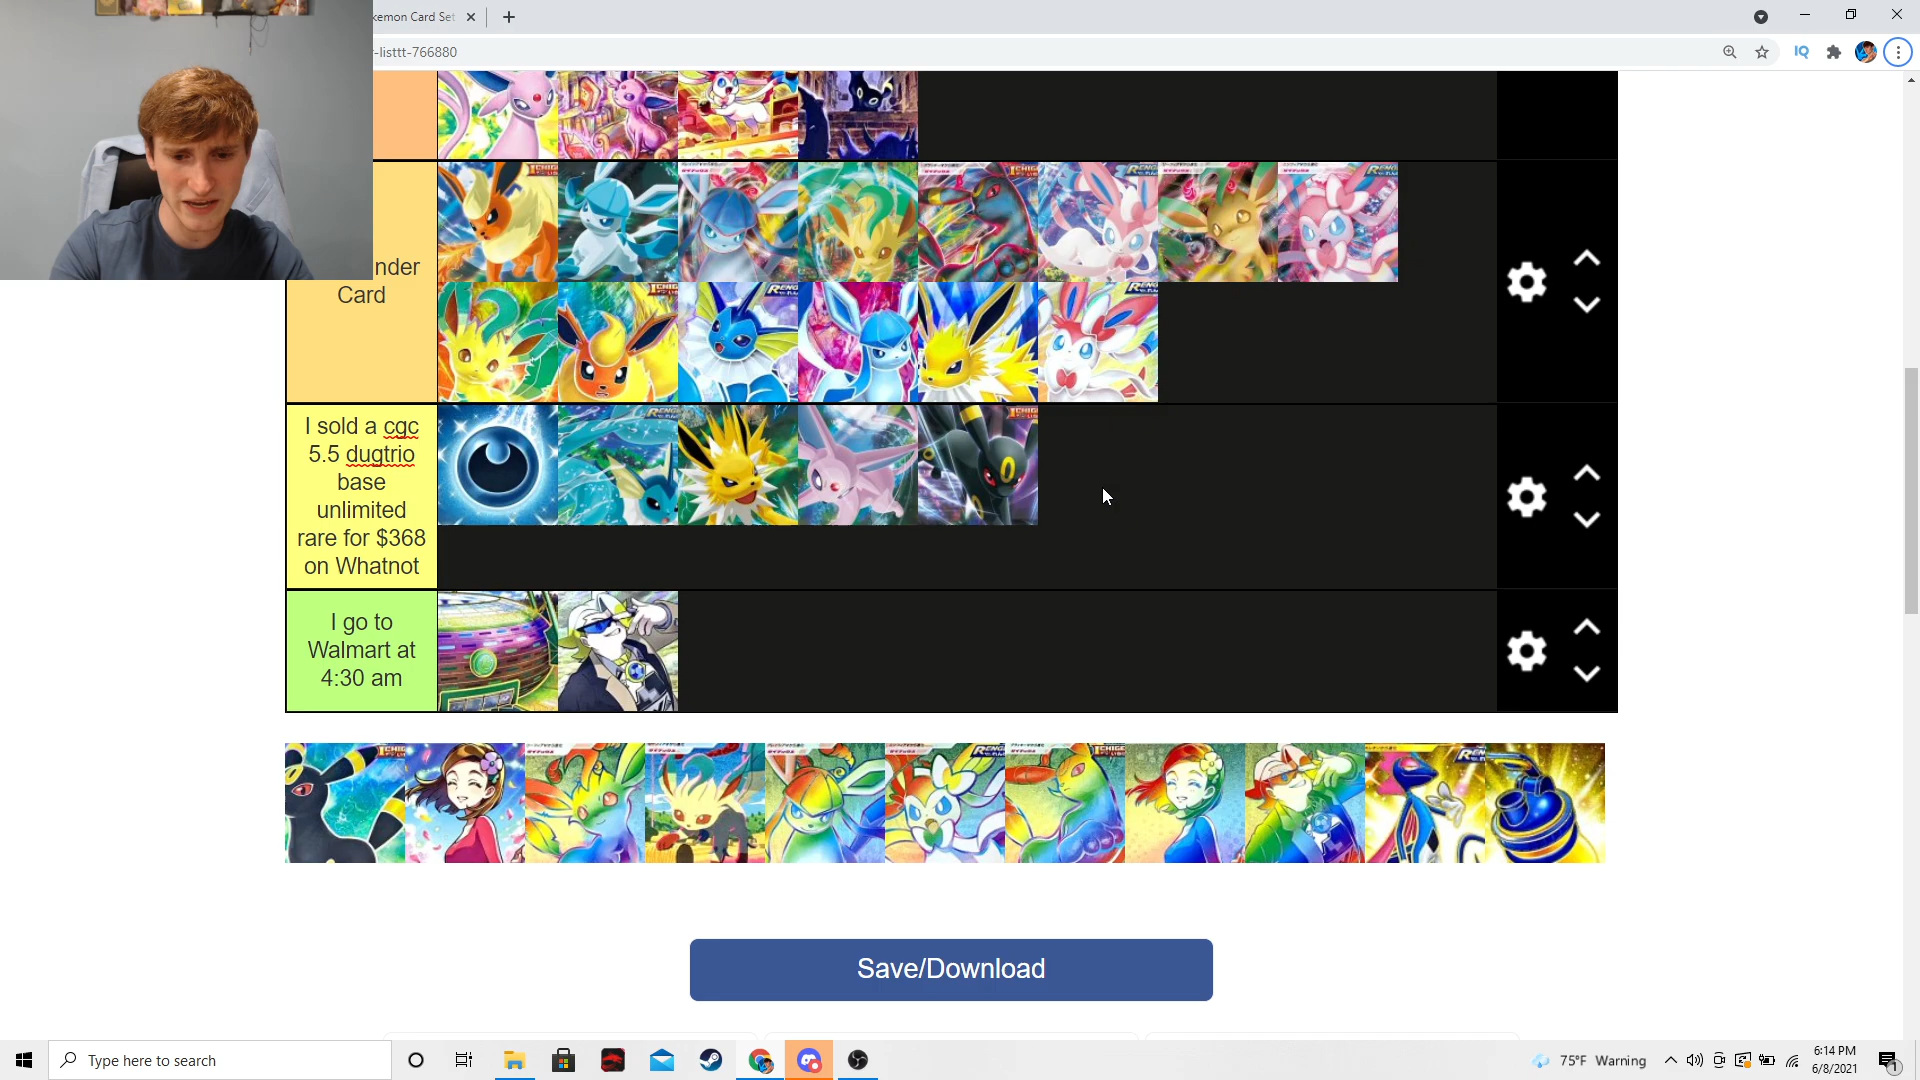 kemon Card Set
r-listtt-766880
IQ
nder
Card
I sold a cgc
5.5 dugtrio
base
unlimited
rare for $368
on Whatnot
I go to
Walmart at
4:30 am
Save/Download
Type here to search
75°F Warning
6:14 PM
6/8/2021
1